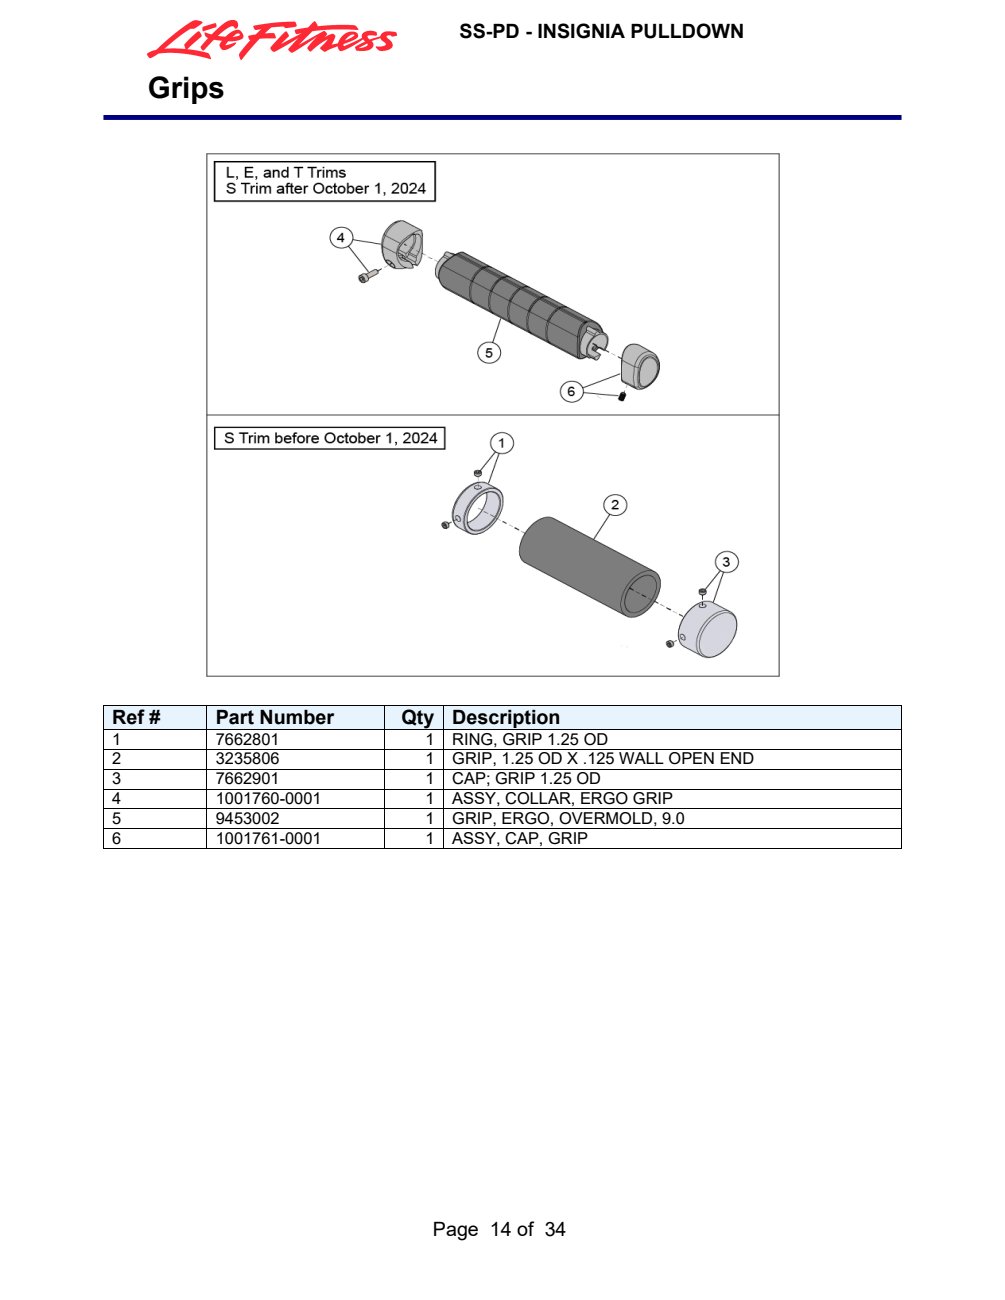 Life Fitness
SS-PD - INSIGNIA PULLDOWN
Grips
L, E, and T Trims
S Trim after October 1, 2024
4
5
6
S Trim before October 1, 2024
1
2
3
Ref # Part Number Qty Description
1 7662801 1 RING, GRIP 1.25 OD
2 3235806 1 GRIP, 1.25 OD X .125 WALL OPEN END
3 7662901 1 CAP; GRIP 1.25 OD
4 1001760-0001 1 ASSY, COLLAR, ERGO GRIP
5 9453002 1 GRIP, ERGO, OVERMOLD, 9.0
6 1001761-0001 1 ASSY, CAP, GRIP
Page 14 of 34